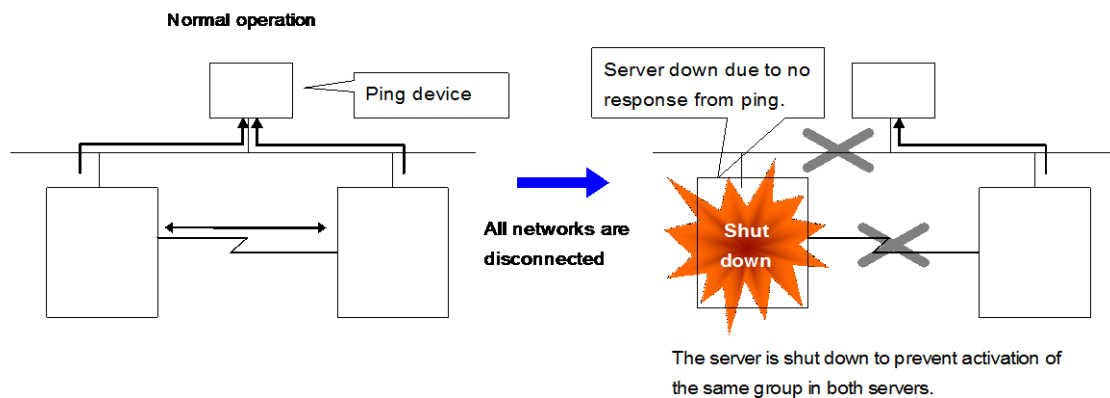 Normal operation
Ping device
All networks are
disconnected
Server down due to no
response from ping.
Shut
down
The server is shut down to prevent activation of
the same group in both servers.